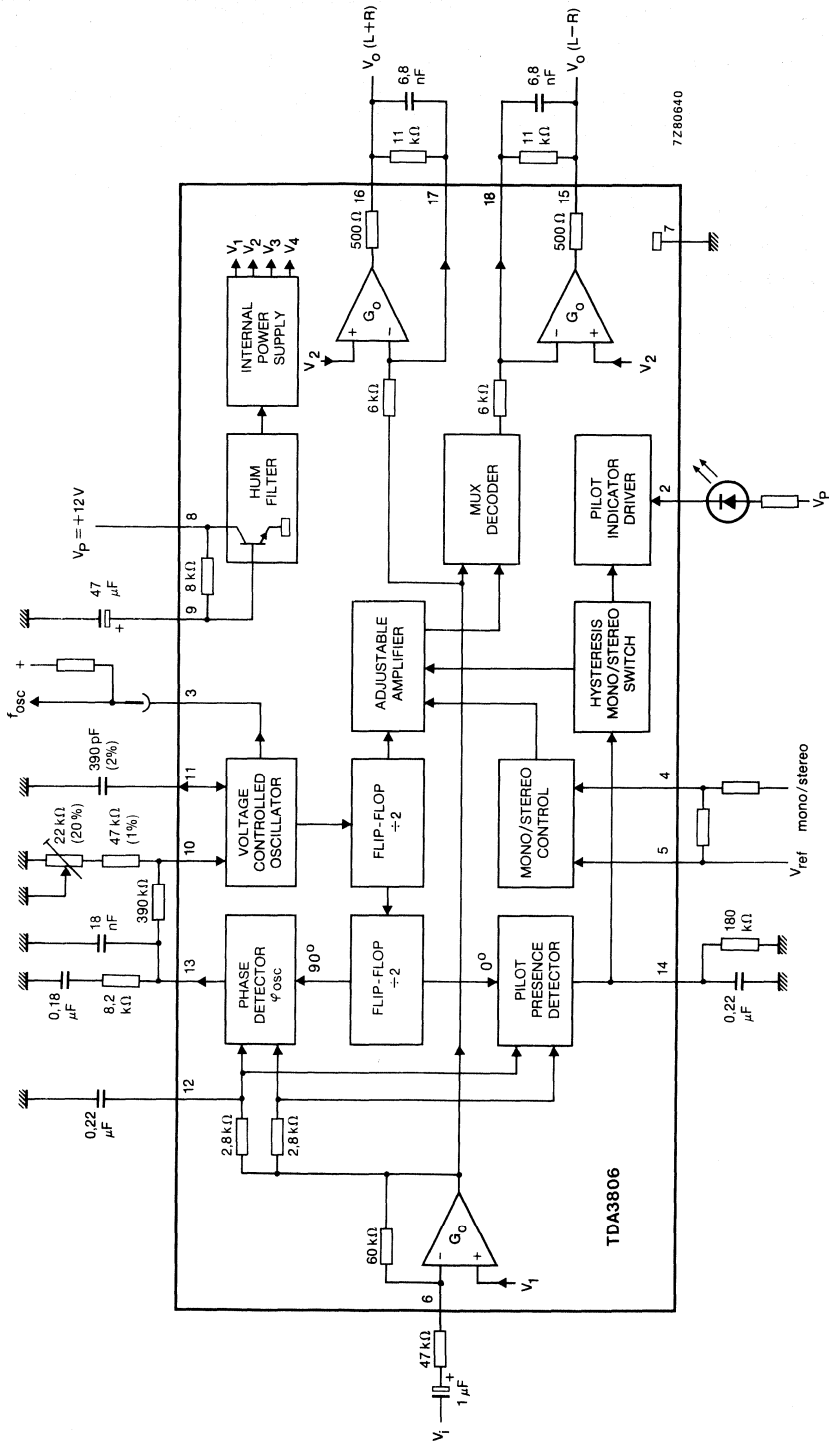 0,22
μF
0,18
μF
8,2
kΩ
18
nF
390 kΩ
22 kΩ
(20%)
47 kΩ
(1%)
390 pF
(2%)
fosc
+
47
μF
+
VP = +12V
12
13
10
11
3
9
8
8 kΩ
HUM
FILTER
INTERNAL
POWER
SUPPLY
V1
V2
V3
V4
PHASE
DETECTOR
φosc
VOLTAGE
CONTROLLED
OSCILLATOR
2,8 kΩ
2,8 kΩ
90°
FLIP-FLOP
÷2
FLIP-FLOP
÷2
ADJUSTABLE
AMPLIFIER
0°
V2
+
−
GO
500 Ω
16
17
11
kΩ
6,8
nF
Vo (L+R)
6 kΩ
Vi
1 μF
+
47 kΩ
6
60 kΩ
−
+
GO
V1
PILOT
PRESENCE
DETECTOR
MONO/STEREO
CONTROL
HYSTERESIS
MONO/STEREO
SWITCH
MUX
DECODER
PILOT
INDICATOR
DRIVER
6 kΩ
−
+
GO
V2
500 Ω
18
15
11
kΩ
6,8
nF
Vo (L−R)
TDA3806
14
0,22
μF
180
kΩ
5
4
Vref
mono/stereo
2
VP
7
7Z80640